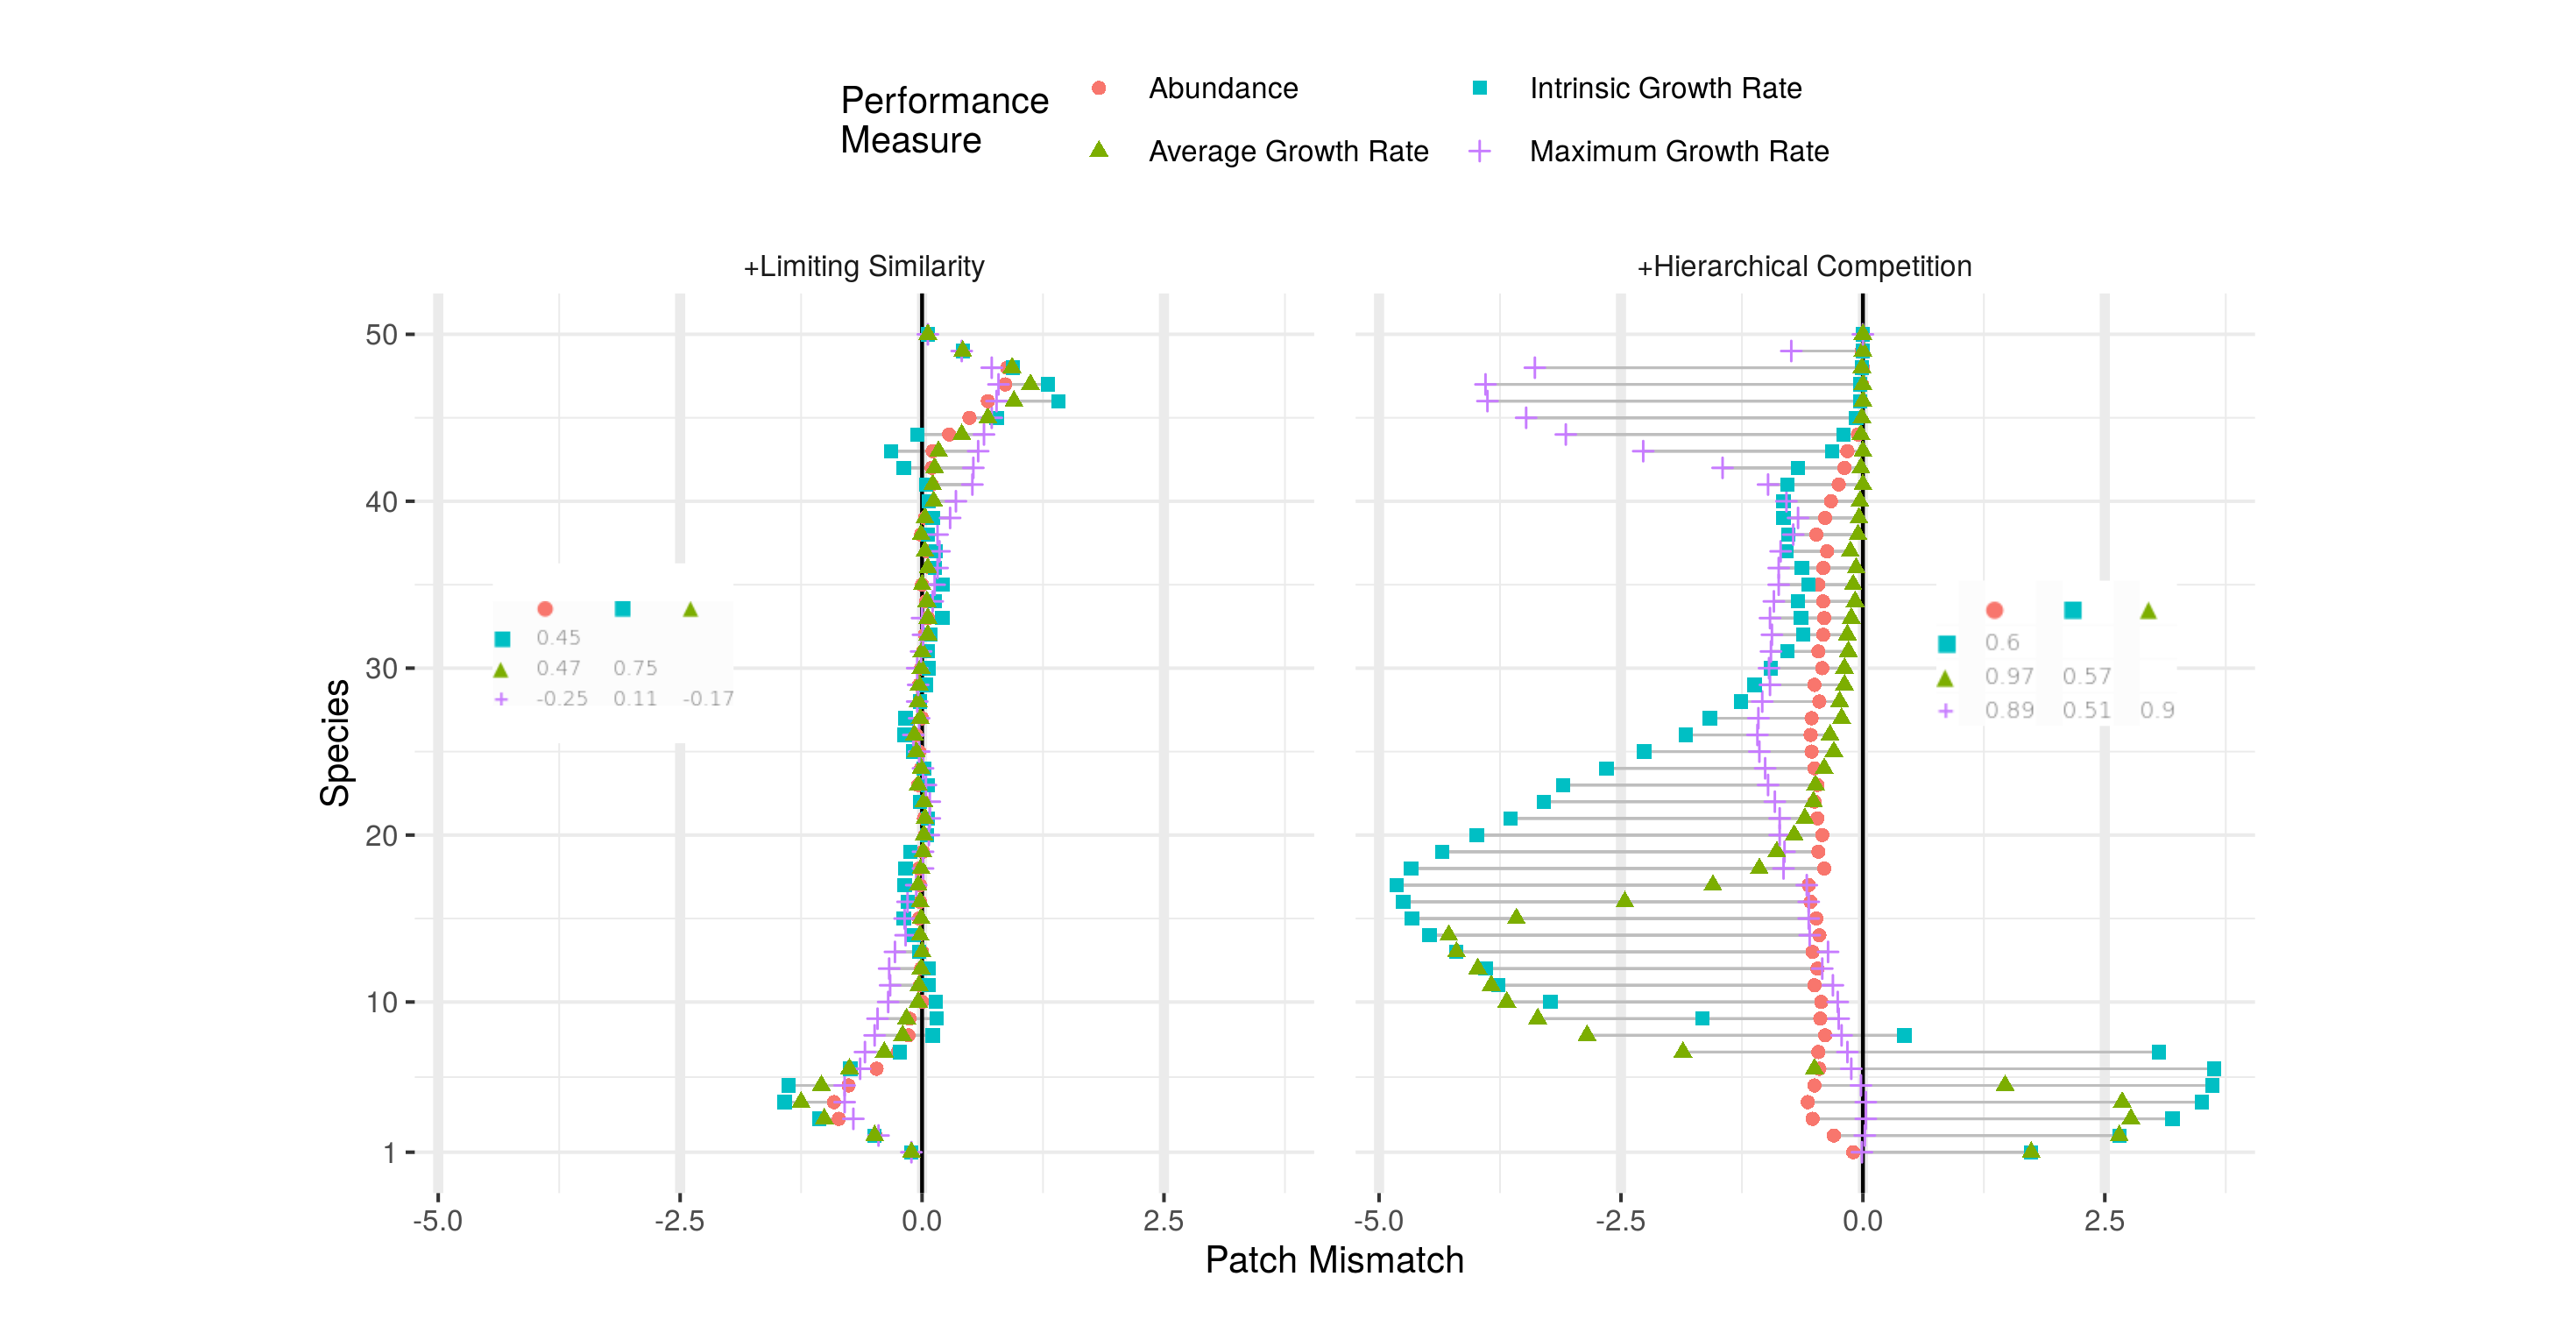 Performance
Measure
Abundance
Intrinsic Growth Rate
Average Growth Rate
Maximum Growth Rate
+Limiting Similarity
+Hierarchical Competition
50
40
30
20
10
1
Species
0.45
0.47 0.75
-0.25 0.11 -0.17
0.6
0.97 0.57
0.89 0.51 0.9
-5.0 -2.5 0.0 2.5
-5.0 -2.5 0.0 2.5
Patch Mismatch